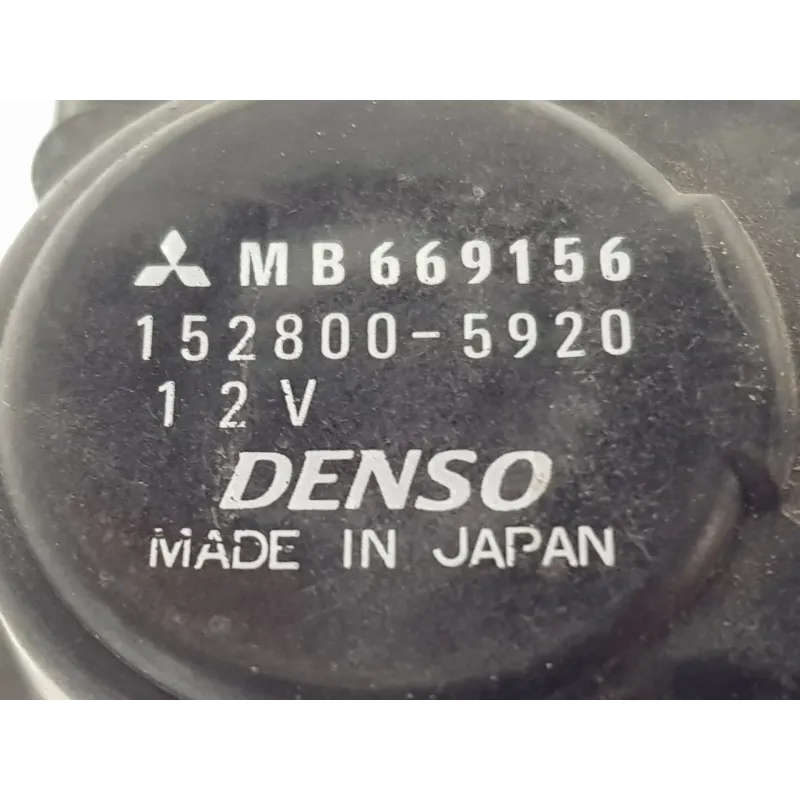 MB669156
152800-5920
12V
DENSO
MADE IN JAPAN